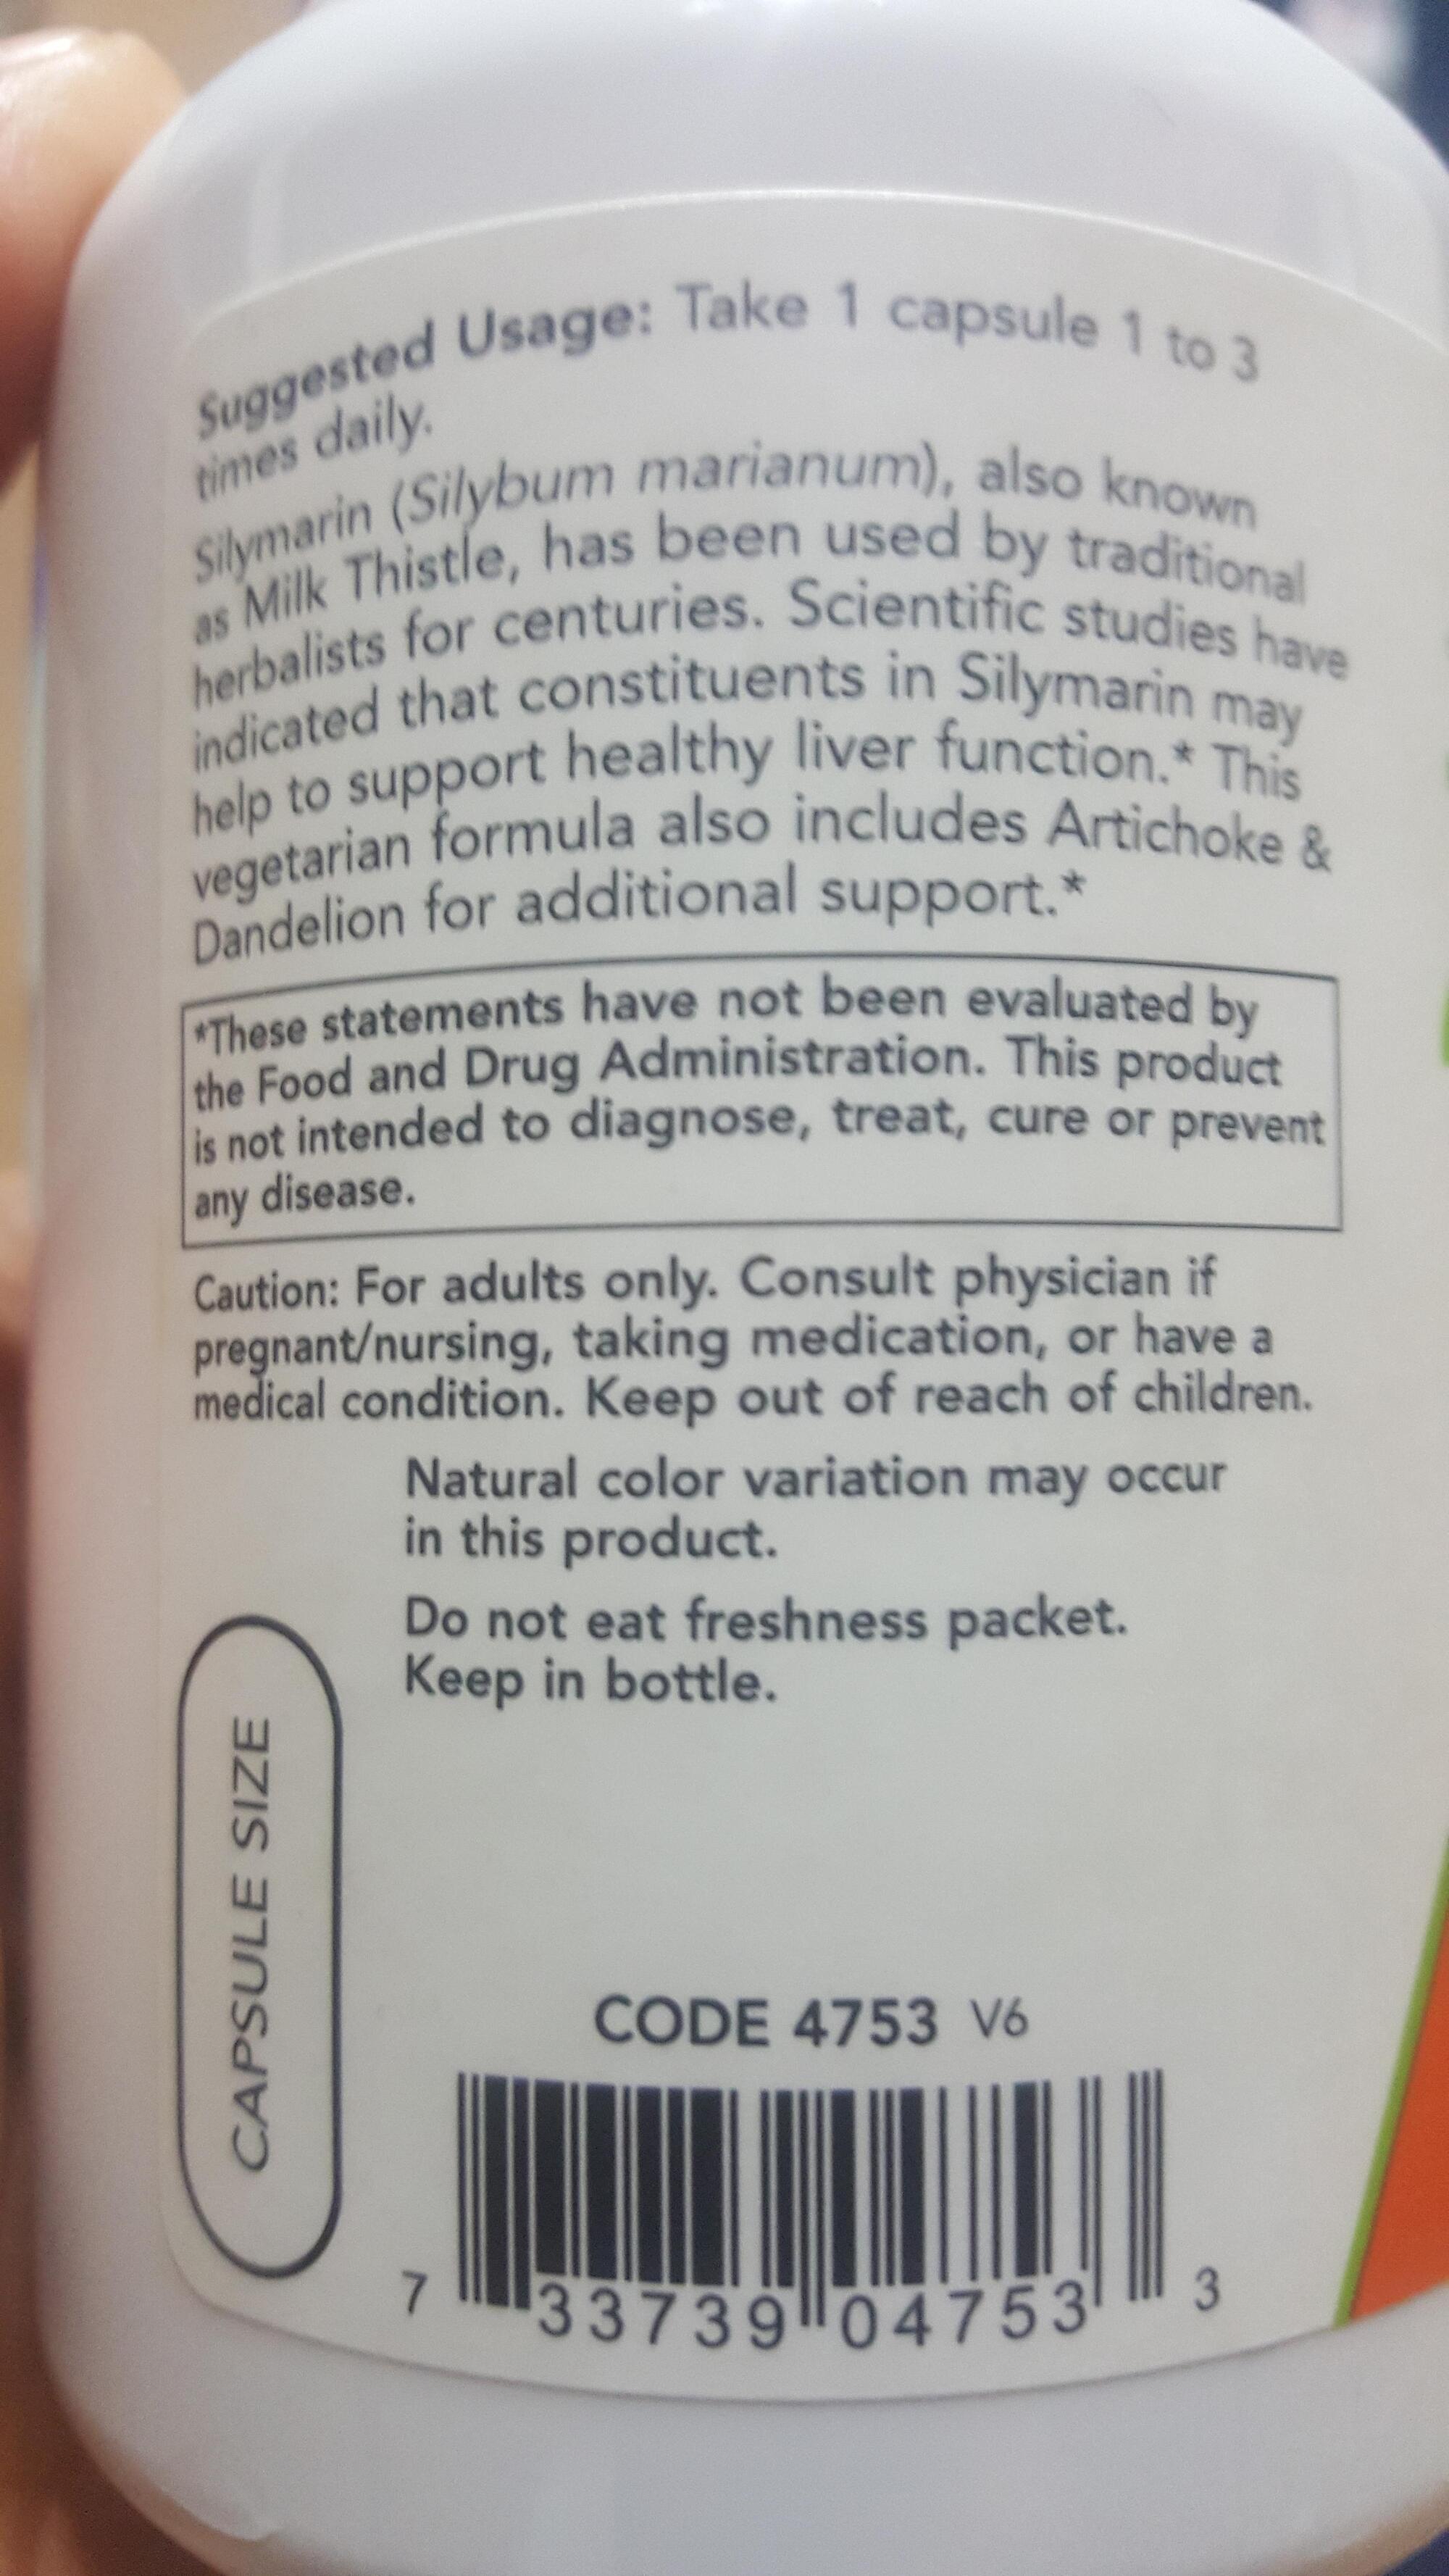 Suggested Usage: Take 1 capsule 1 to 3
times daily.
Silymarin (Silybum marianum), also known
as Milk Thistle, has been used by traditional
herbalists for centuries. Scientific studies have
indicated that constituents in Silymarin may
help to support healthy liver function.* This
vegetarian formula also includes Artichoke &
Dandelion for additional support.*
*These statements have not been evaluated by
the Food and Drug Administration. This product
is not intended to diagnose, treat, cure or prevent
any disease.
Caution: For adults only. Consult physician if
pregnant/nursing, taking medication, or have a
medical condition. Keep out of reach of children.
Natural color variation may occur
in this product.
Do not eat freshness packet.
Keep in bottle.
CAPSULE SIZE
CODE 4753 V6
7 33739 04753 3